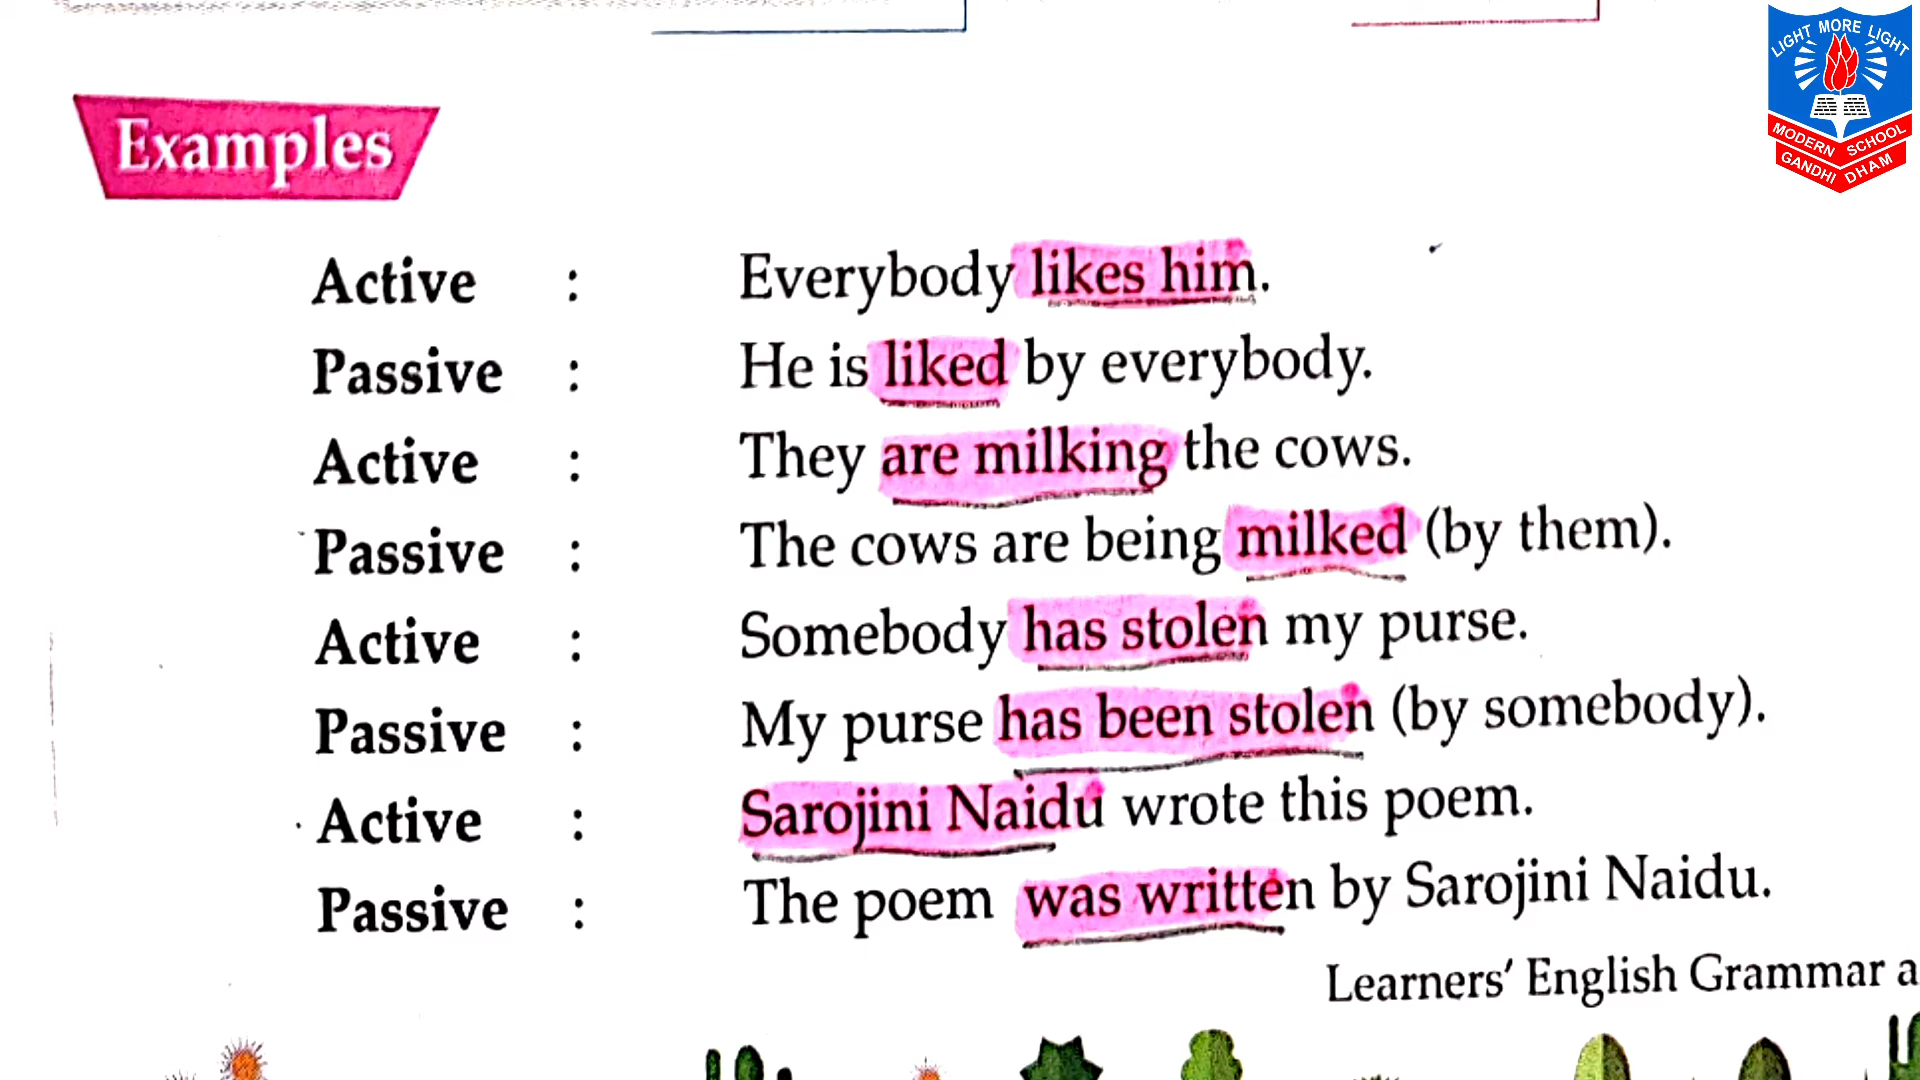 LIGHT MORE LIGHT
MODERN SCHOOL
GANDHI DHAM
Examples
Active : Everybody likes him.
Passive : He is liked by everybody.
Active : They are milking the cows.
Passive : The cows are being milked (by them).
Active : Somebody has stolen my purse.
Passive : My purse has been stolen (by somebody).
Active : Sarojini Naidu wrote this poem.
Passive : The poem was written by Sarojini Naidu.
Learners' English Grammar a